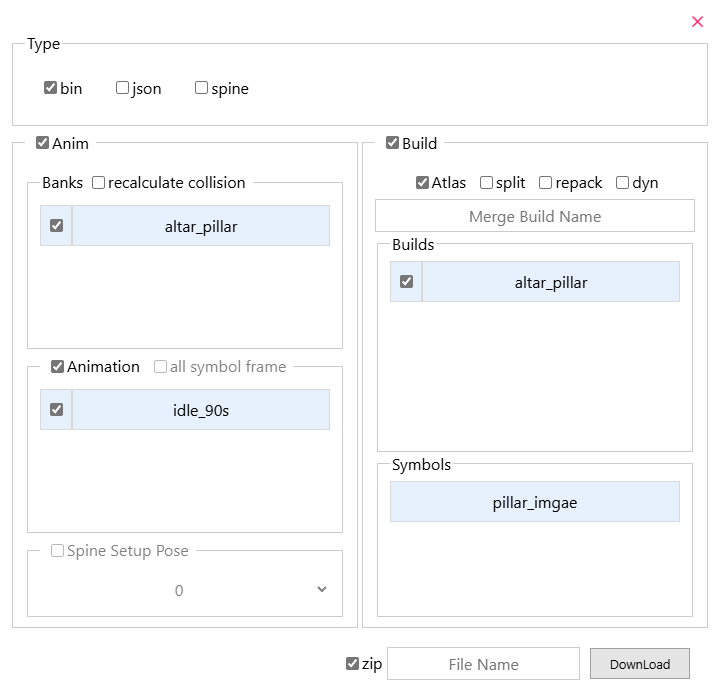 Type
bin json spine
Anim
Banks recalculate collision
altar_pillar
Animation all symbol frame
idle_90s
Spine Setup Pose
0
Build
Atlas split repack dyn
Merge Build Name
Builds
altar_pillar
Symbols
pillar_imgae
zip File Name DownLoad